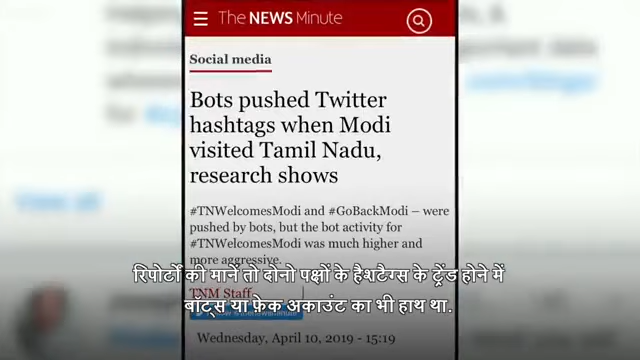 The NEWS Minute
Social media
Bots pushed Twitter
hashtags when Modi
visited Tamil Nadu,
research shows
#TNWelcomesModi and #GoBackModi – were
pushed by bots, but the bot activity for
#TNWelcomesModi was much higher and
more aggressive.
रिपोर्टों की मानें तो दोनो पक्षों के हैशटैग्स के ट्रेंड होने में
TNM Staff
बॉट्स या फ़ेक अकाउंट का भी हाथ था.
Wednesday, April 10, 2019 - 15:19